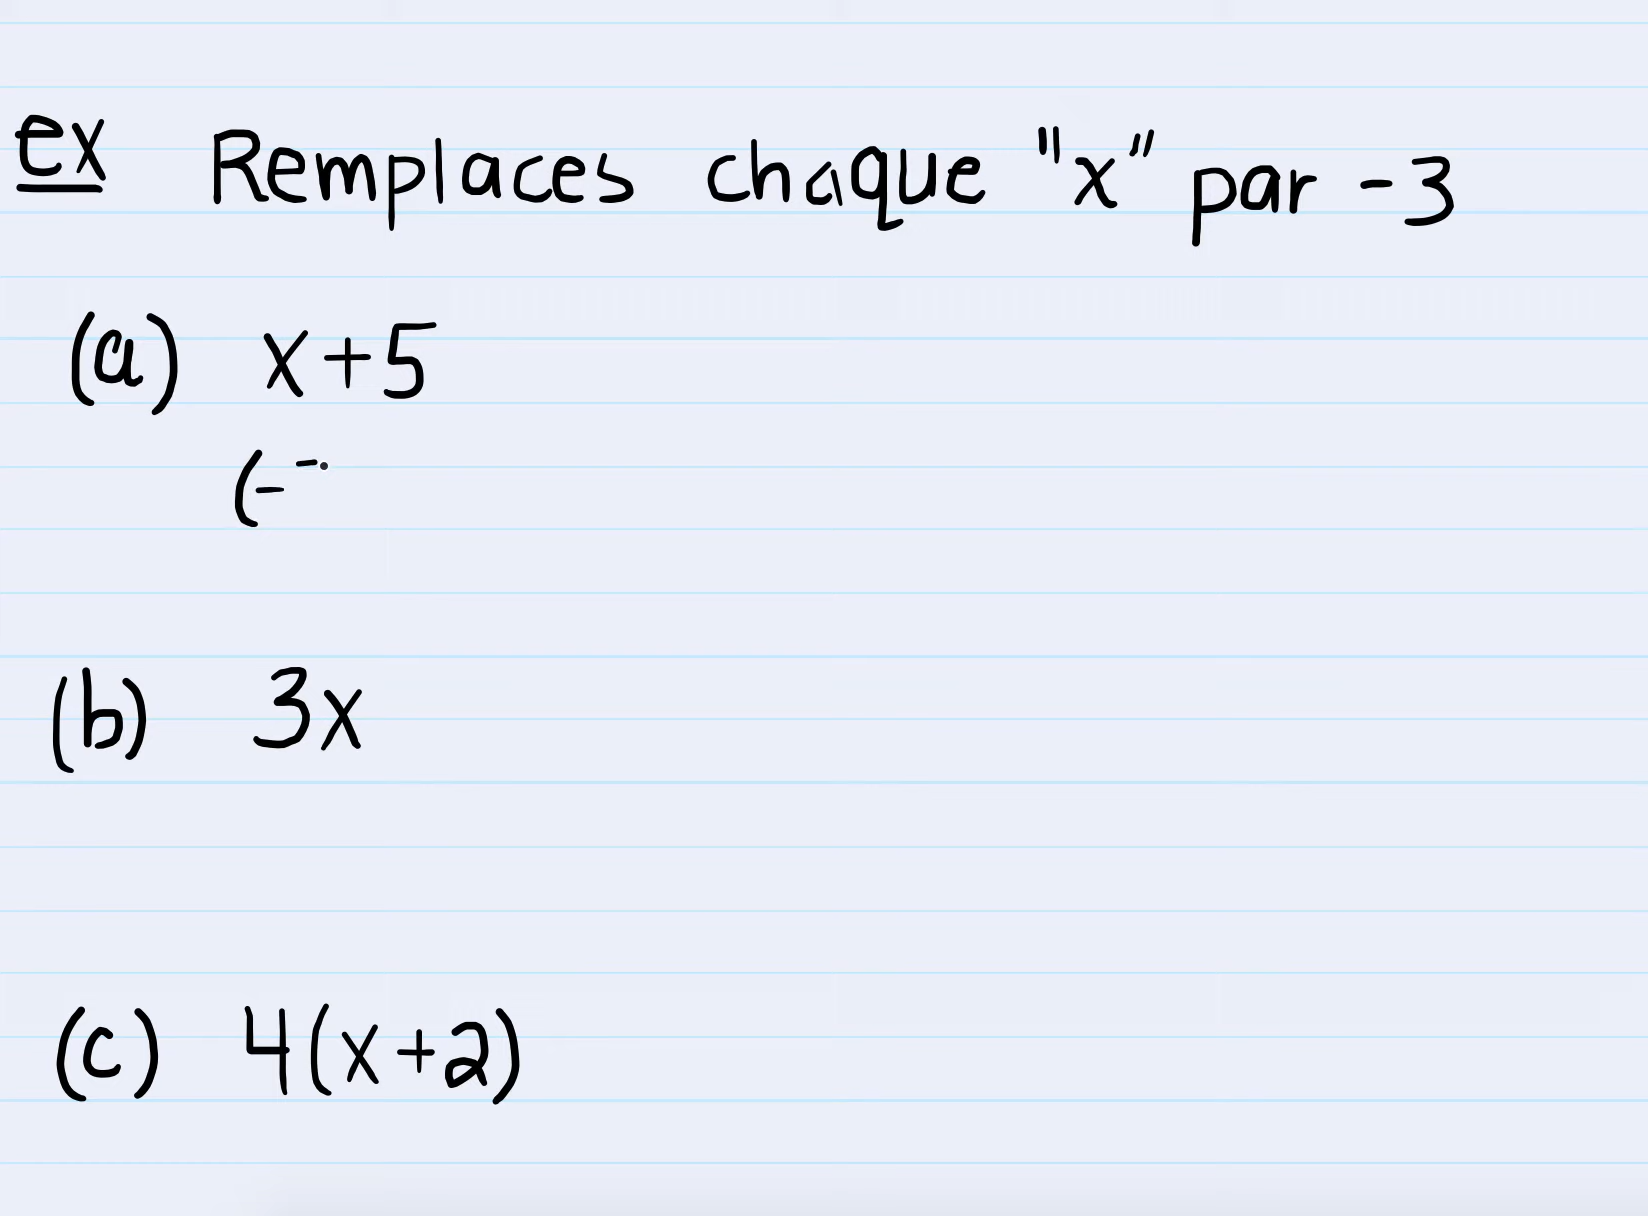 ex Remplaces chaque "x" par -3
(a) x+5
(-
(b) 3x
(c) 4(x+2)